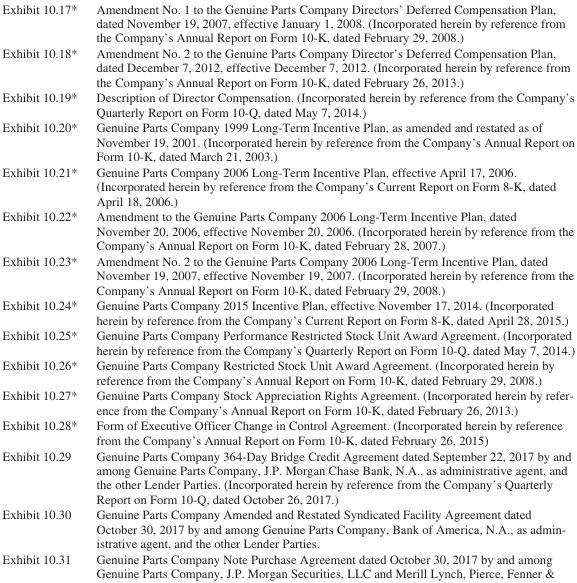 Exhibit 10.17* Amendment No. 1 to the Genuine Parts Company Directors' Deferred Compensation Plan,
dated November 19, 2007, effective January 1, 2008. (Incorporated herein by reference from
the Company's Annual Report on Form 10-K, dated February 29, 2008.)
Exhibit 10.18* Amendment No. 2 to the Genuine Parts Company Director's Deferred Compensation Plan,
dated December 7, 2012, effective December 7, 2012. (Incorporated herein by reference from
the Company's Annual Report on Form 10-K, dated February 26, 2013.)
Exhibit 10.19* Description of Director Compensation. (Incorporated herein by reference from the Company's
Quarterly Report on Form 10-Q, dated May 7, 2014.)
Exhibit 10.20* Genuine Parts Company 1999 Long-Term Incentive Plan, as amended and restated as of
November 19, 2001. (Incorporated herein by reference from the Company's Annual Report on
Form 10-K, dated March 21, 2003.)
Exhibit 10.21* Genuine Parts Company 2006 Long-Term Incentive Plan, effective April 17, 2006.
(Incorporated herein by reference from the Company's Current Report on Form 8-K, dated
April 18, 2006.)
Exhibit 10.22* Amendment to the Genuine Parts Company 2006 Long-Term Incentive Plan, dated
November 20, 2006, effective November 20, 2006. (Incorporated herein by reference from the
Company's Annual Report on Form 10-K, dated February 28, 2007.)
Exhibit 10.23* Amendment No. 2 to the Genuine Parts Company 2006 Long-Term Incentive Plan, dated
November 19, 2007, effective November 19, 2007. (Incorporated herein by reference from the
Company's Annual Report on Form 10-K, dated February 29, 2008.)
Exhibit 10.24* Genuine Parts Company 2015 Incentive Plan, effective November 17, 2014. (Incorporated
herein by reference from the Company's Current Report on Form 8-K, dated April 28, 2015.)
Exhibit 10.25* Genuine Parts Company Performance Restricted Stock Unit Award Agreement. (Incorporated
herein by reference from the Company's Quarterly Report on Form 10-Q, dated May 7, 2014.)
Exhibit 10.26* Genuine Parts Company Restricted Stock Unit Award Agreement. (Incorporated herein by
reference from the Company's Annual Report on Form 10-K, dated February 29, 2008.)
Exhibit 10.27* Genuine Parts Company Stock Appreciation Rights Agreement. (Incorporated herein by refer-
ence from the Company's Annual Report on Form 10-K, dated February 26, 2013.)
Exhibit 10.28* Form of Executive Officer Change in Control Agreement. (Incorporated herein by reference
from the Company's Annual Report on Form 10-K, dated February 26, 2015)
Exhibit 10.29 Genuine Parts Company 364-Day Bridge Credit Agreement dated September 22, 2017 by and
among Genuine Parts Company, J.P. Morgan Chase Bank, N.A., as administrative agent, and
the other Lender Parties. (Incorporated herein by reference from the Company's Quarterly
Report on Form 10-Q, dated October 26, 2017.)
Exhibit 10.30 Genuine Parts Company Amended and Restated Syndicated Facility Agreement dated
October 30, 2017 by and among Genuine Parts Company, Bank of America, N.A., as admin-
istrative agent, and the other Lender Parties.
Exhibit 10.31 Genuine Parts Company Note Purchase Agreement dated October 30, 2017 by and among
Genuine Parts Company, J.P. Morgan Securities, LLC and Merill Lynch, Pierce, Fenner &